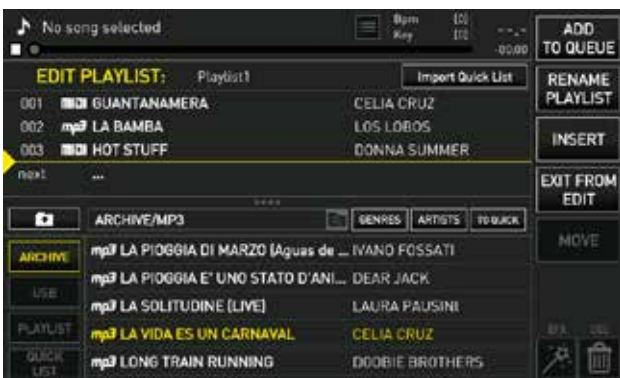 No song selected
Bpm [0]
Key [0]
--.-
-00:00
ADD TO QUEUE
EDIT PLAYLIST: Playlist1 Import Quick List
RENAME PLAYLIST
001 MIDI GUANTANAMERA CELIA CRUZ
002 mp3 LA BAMBA LOS LOBOS
003 MIDI HOT STUFF DONNA SUMMER
INSERT
next ...
EXIT FROM EDIT
ARCHIVE/MP3 GENRES ARTISTS TO QUICK
MOVE
ARCHIVE
mp3 LA PIOGGIA DI MARZO (Aguas de ... IVANO FOSSATI
mp3 LA PIOGGIA E' UNO STATO D'ANI... DEAR JACK
USB
mp3 LA SOLITUDINE (LIVE) LAURA PAUSINI
PLAYLIST
mp3 LA VIDA ES UN CARNAVAL CELIA CRUZ
DEL
QUICK LIST
mp3 LONG TRAIN RUNNING DOOBIE BROTHERS